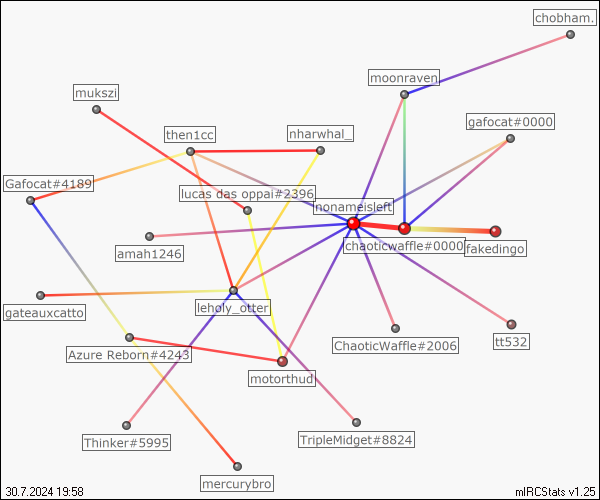 chobham.
moonraven
mukszi
gafocat#0000
then1cc
nharwhal_
Gafocat#4189
lucas das oppai#2396
nonameisleft
amah1246
chaoticwaffle#0000
fakedingo
gateauxcatto
leholy_otter
ChaoticWaffle#2006
tt532
Azure Reborn#4243
motorthud
Thinker#5995
TripleMidget#8824
mercurybro
30.7.2024 19:58
mIRCStats v1.25